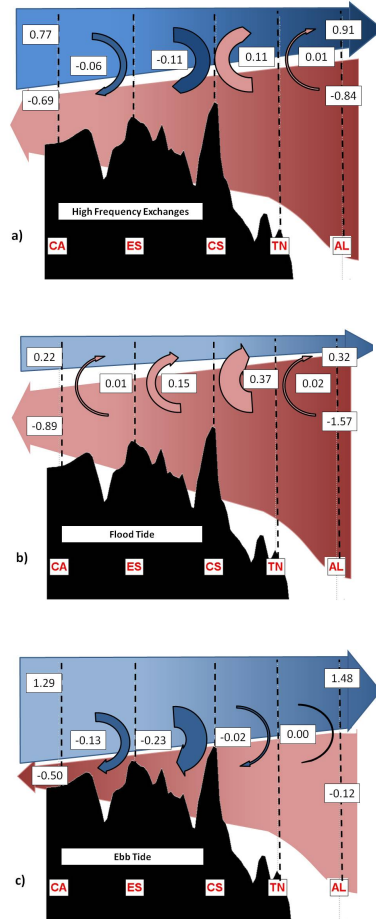 0.77
0.91
-0.06
-0.11
0.11
0.01
-0.69
-0.84
High Frequency Exchanges
a)
CA
ES
CS
TN
AL
0.22
0.32
0.01
0.15
0.37
0.02
-0.89
-1.57
Flood Tide
b)
CA
ES
CS
TN
AL
1.29
1.48
-0.13
-0.23
-0.02
0.00
-0.50
-0.12
Ebb Tide
c)
CA
ES
CS
TN
AL